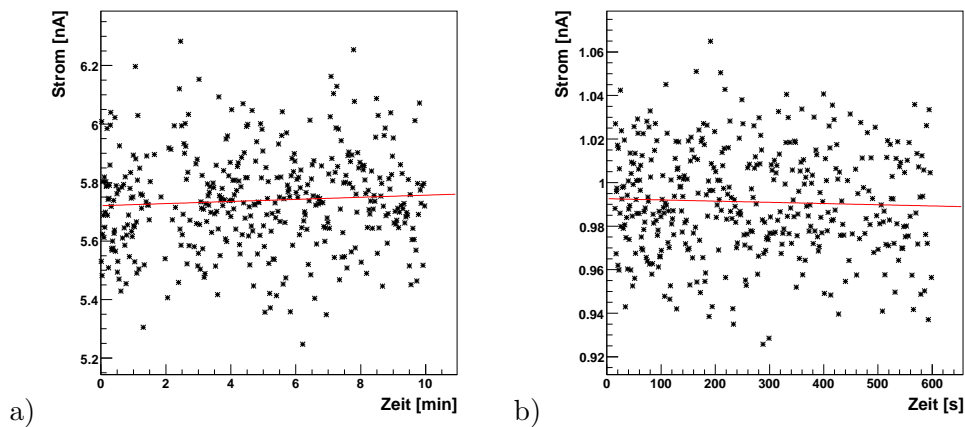 Strom [nA]
6.2
6
5.8
5.6
5.4
5.2
0 2 4 6 8 10
Zeit [min]
a)
Strom [nA]
1.06
1.04
1.02
1
0.98
0.96
0.94
0.92
0 100 200 300 400 500 600
Zeit [s]
b)